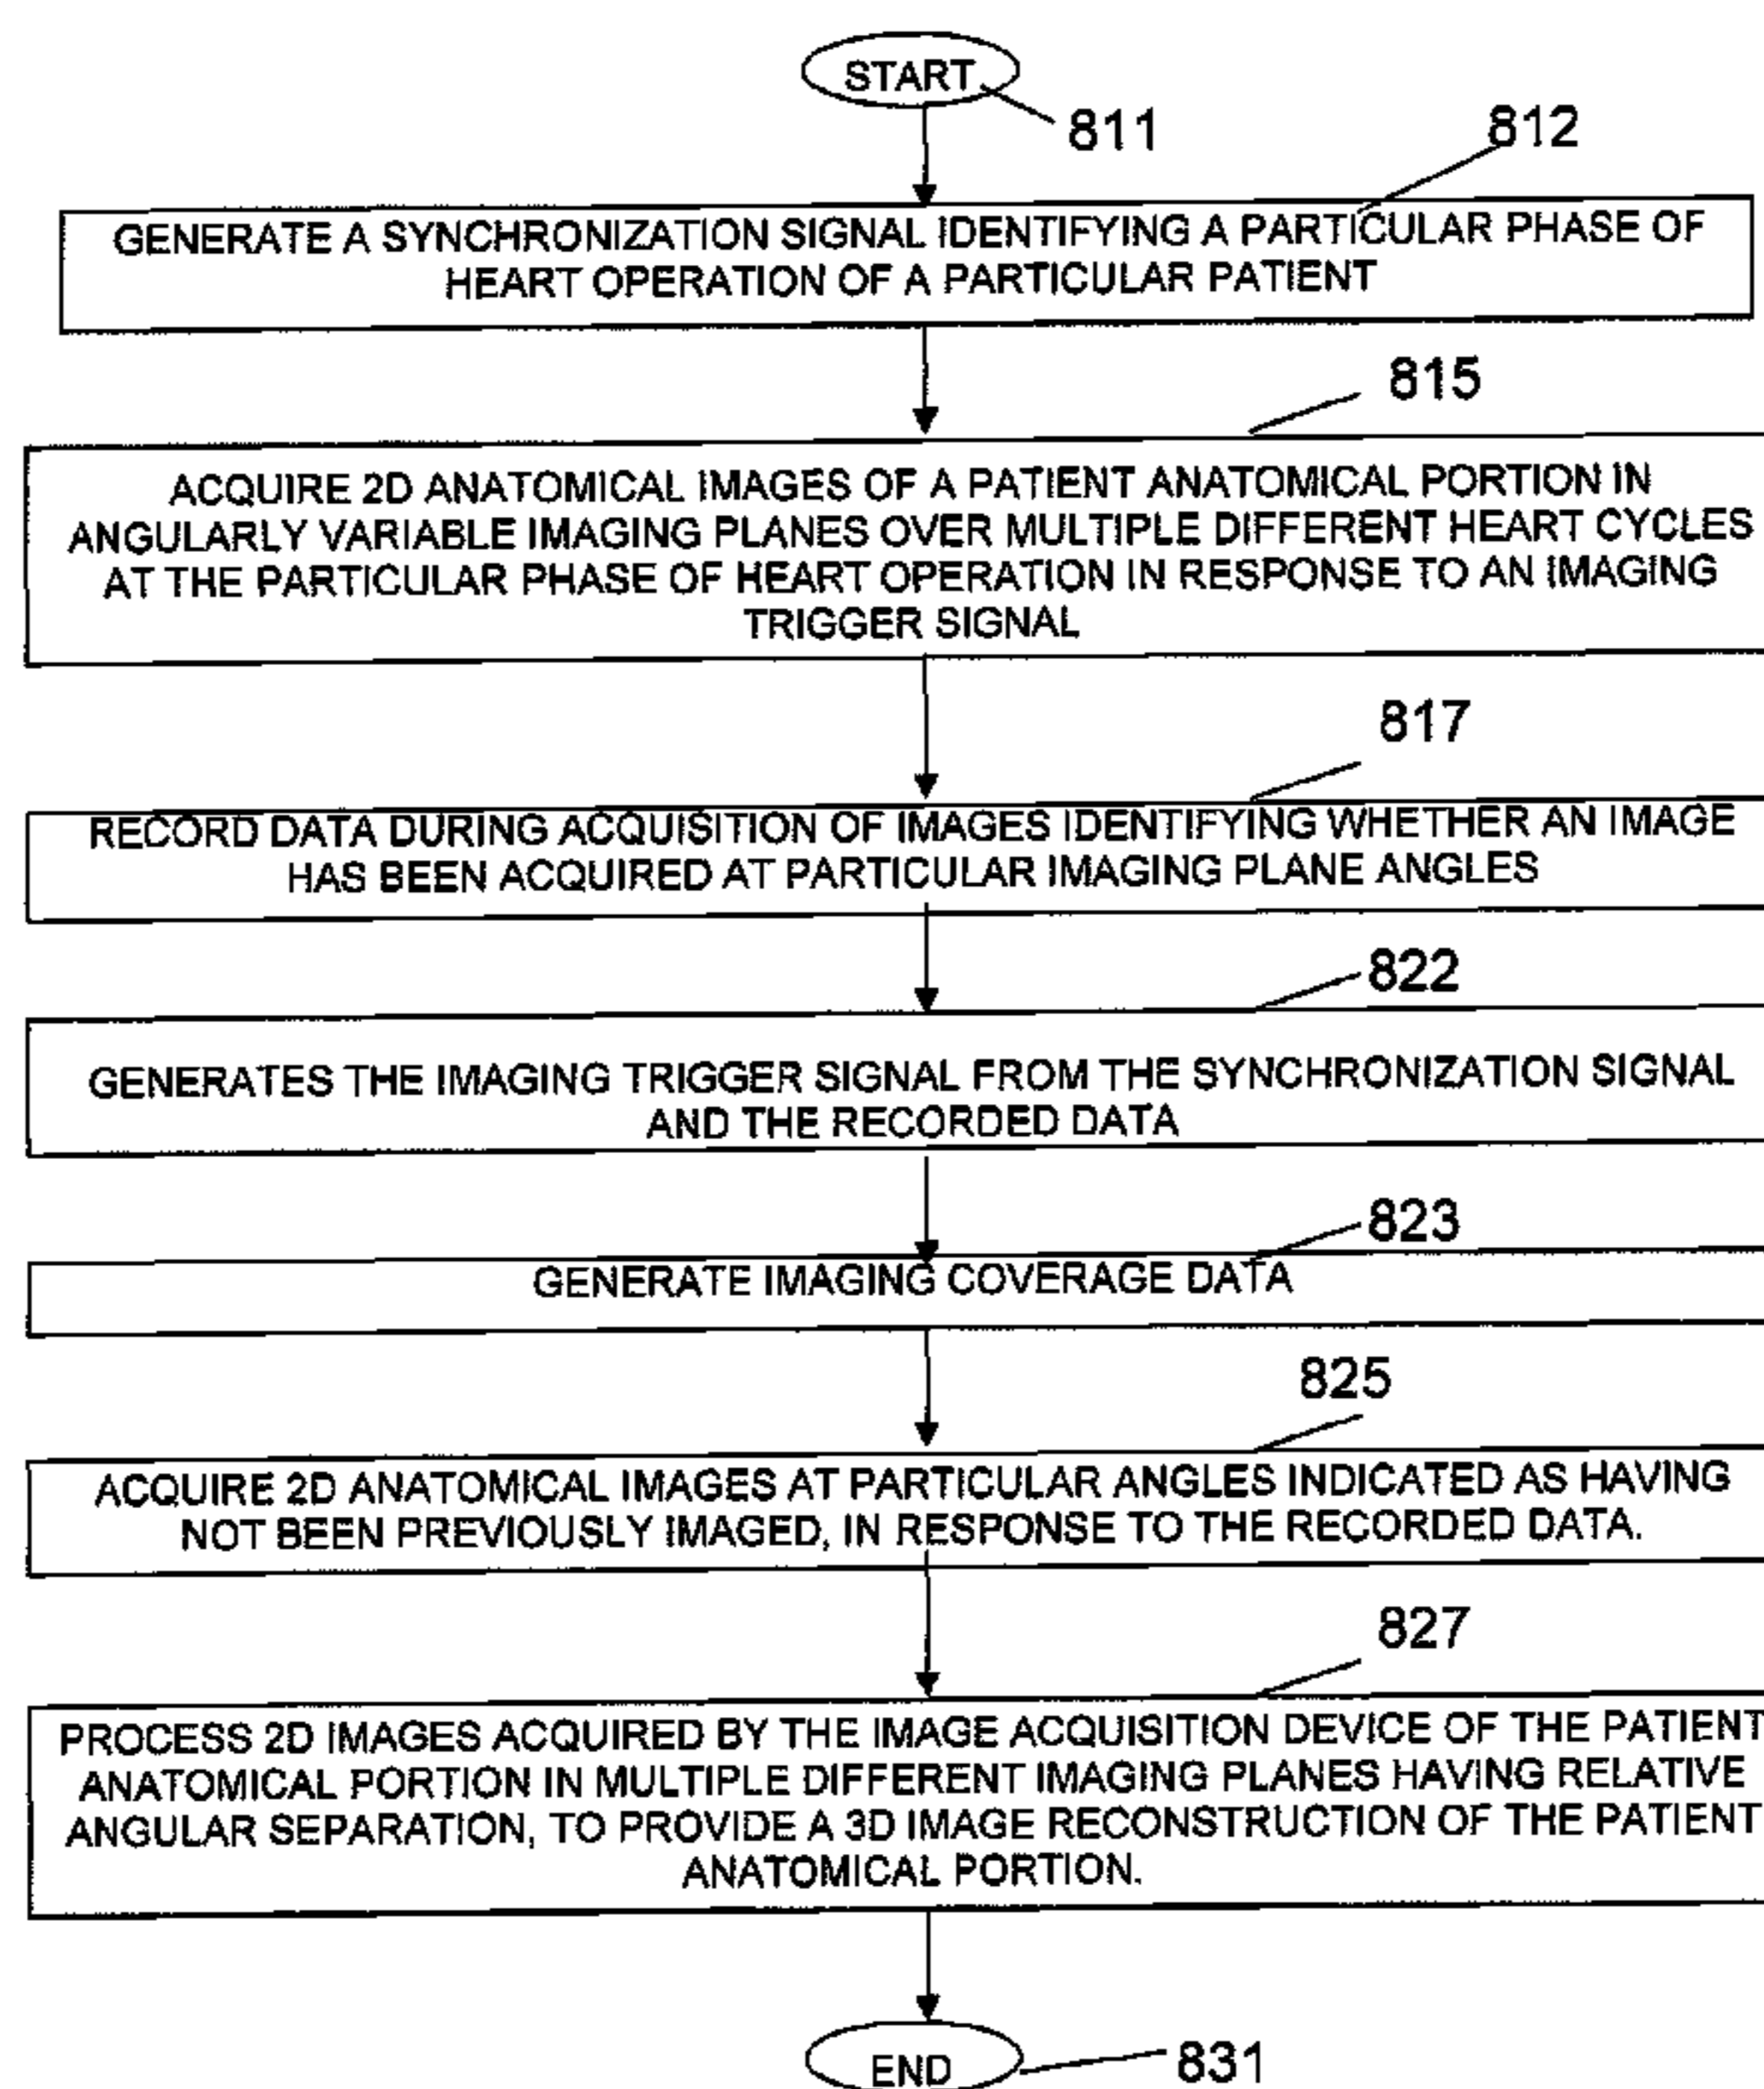 START
811
812
GENERATE A SYNCHRONIZATION SIGNAL IDENTIFYING A PARTICULAR PHASE OF
HEART OPERATION OF A PARTICULAR PATIENT
815
ACQUIRE 2D ANATOMICAL IMAGES OF A PATIENT ANATOMICAL PORTION IN
ANGULARLY VARIABLE IMAGING PLANES OVER MULTIPLE DIFFERENT HEART CYCLES
AT THE PARTICULAR PHASE OF HEART OPERATION IN RESPONSE TO AN IMAGING
TRIGGER SIGNAL
817
RECORD DATA DURING ACQUISITION OF IMAGES IDENTIFYING WHETHER AN IMAGE
HAS BEEN ACQUIRED AT PARTICULAR IMAGING PLANE ANGLES
822
GENERATES THE IMAGING TRIGGER SIGNAL FROM THE SYNCHRONIZATION SIGNAL
AND THE RECORDED DATA
823
GENERATE IMAGING COVERAGE DATA
825
ACQUIRE 2D ANATOMICAL IMAGES AT PARTICULAR ANGLES INDICATED AS HAVING
NOT BEEN PREVIOUSLY IMAGED, IN RESPONSE TO THE RECORDED DATA.
827
PROCESS 2D IMAGES ACQUIRED BY THE IMAGE ACQUISITION DEVICE OF THE PATIENT
ANATOMICAL PORTION IN MULTIPLE DIFFERENT IMAGING PLANES HAVING RELATIVE
ANGULAR SEPARATION, TO PROVIDE A 3D IMAGE RECONSTRUCTION OF THE PATIENT
ANATOMICAL PORTION.
END
831